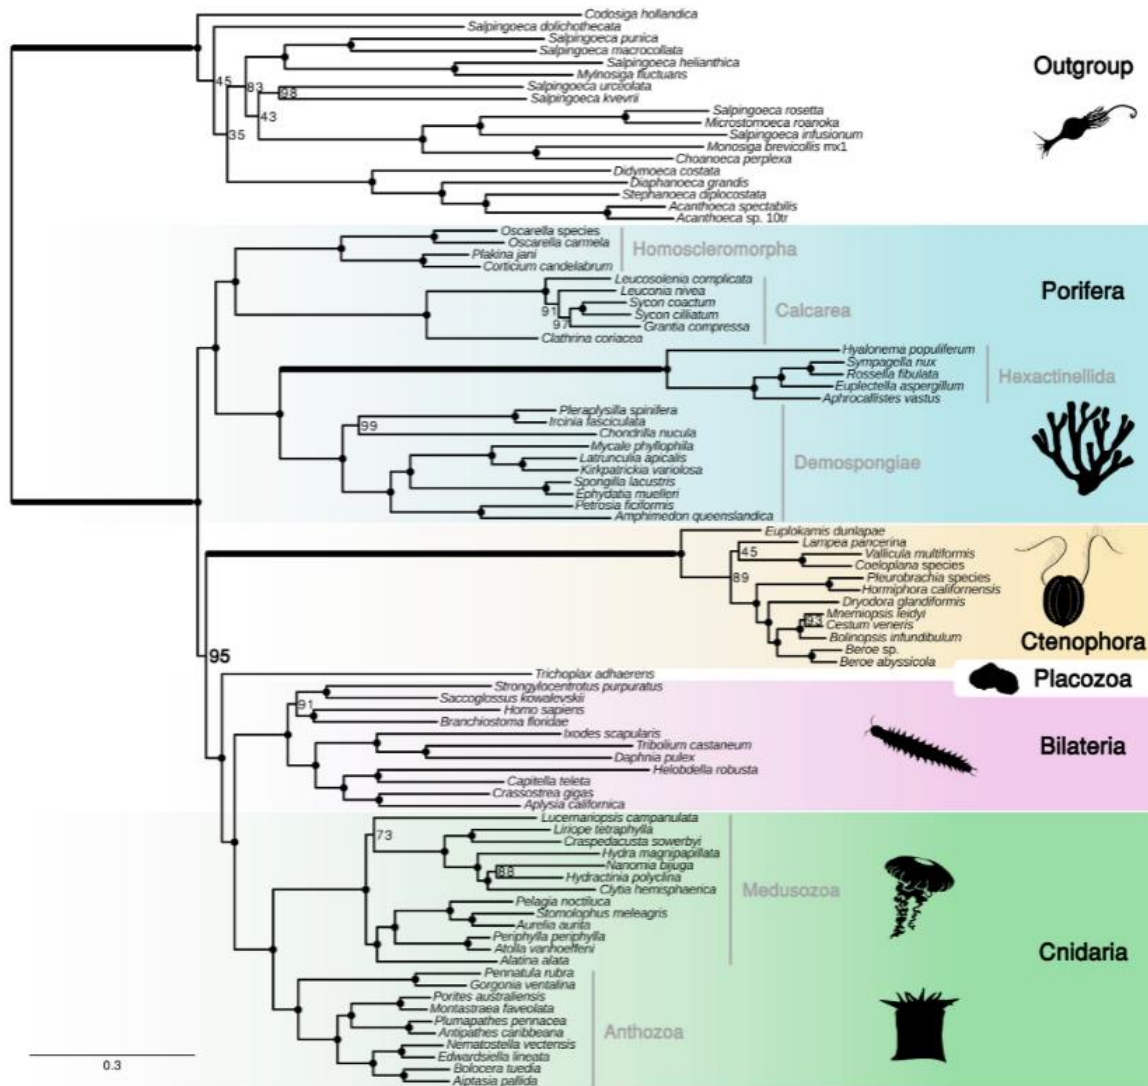 Codosiga hollandica
Salpingoeca dolichothecata
Salpingoeca punica
Salpingoeca macrocollata
Salpingoeca helianthica
Mylnosiga fluctuans
45
83
Salpingoeca urceolata
98
Salpingoeca kvevrii
43
Salpingoeca rosetta
Microstomoeca roanoka
35
Salpingoeca infusionum
Monosiga brevicollis mx1
Choanoeca perplexa
Didymoeca costata
Diaphanoeca grandis
Stephanoeca diplocostata
Acanthoeca spectabilis
Acanthoeca sp. 10tr
Outgroup
Oscarella species
Oscarella carmela
Plakina jani
Corticium candelabrum
Homoscleromorpha
Leucosolenia complicata
Leuconia nivea
91
Sycon coactum
Sycon cilliatum
97
Grantia compressa
Clathrina coriacea
Calcarea
Porifera
Hyalonema populiferum
Sympagella nux
Rossella fibulata
Euplectella aspergillum
Aphrocallistes vastus
Hexactinellida
Pleraplysilla spinifera
Ircinia fasciculata
99
Chondrilla nucula
Mycale phyllophila
Latrunculia apicalis
Kirkpatrickia variolosa
Spongilla lacustris
Ephydatia muelleri
Petrosia ficiformis
Amphimedon queenslandica
Demospongiae
Euplokamis dunlapae
Lampea pancerina
45
Vallicula multiformis
Coeloplana species
89
Pleurobrachia species
Hormiphora californensis
Dryodora glandiformis
Mnemiopsis leidyi
93
Cestum veneris
Bolinopsis infundibulum
Beroe sp.
Beroe abyssicola
Ctenophora
95
Trichoplax adhaerens
Placozoa
Strongylocentrotus purpuratus
91
Saccoglossus kowalevskii
Homo sapiens
Branchiostoma floridae
Ixodes scapularis
Tribolium castaneum
Daphnia pulex
Helobdella robusta
Capitella teleta
Crassostrea gigas
Aplysia californica
Bilateria
Lucernariopsis campanulata
73
Liriope tetraphylla
Craspedacusta sowerbyi
Hydra magnipapillata
Nanomia bijuga
88
Hydractinia polyclina
Clytia hemisphaerica
Pelagia noctiluca
Stomolophus meleagris
Aurelia aurita
Periphylla periphylla
Atolla vanhoeffeni
Alatina alata
Medusozoa
Cnidaria
Pennatula rubra
Gorgonia ventalina
Porites australiensis
Montastraea faveolata
Plumapathes pennacea
Antipathes caribbeana
Nematostella vectensis
Edwardsiella lineata
Bolocera tuedia
Aiptasia pallida
Anthozoa
0.3